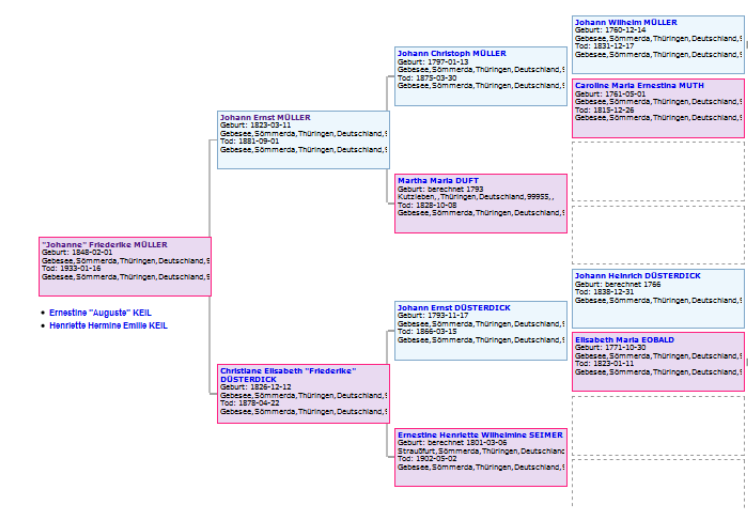 Johann Wilhelm MÜLLER
Geburt: 1760-12-14
Gebesee,Sömmerda,Thüringen,Deutschland,9
Tod: 1831-12-17
Gebesee,Sömmerda,Thüringen,Deutschland,9
Johann Christoph MÜLLER
Geburt: 1797-01-13
Gebesee,Sömmerda,Thüringen,Deutschland,9
Tod: 1875-03-30
Gebesee,Sömmerda,Thüringen,Deutschland,9
Caroline Maria Ernestina MUTH
Geburt: 1761-05-01
Tod: 1815-12-26
Gebesee,Sömmerda,Thüringen,Deutschland,9
Johann Ernst MÜLLER
Geburt: 1823-03-11
Gebesee,Sömmerda,Thüringen,Deutschland,9
Tod: 1881-09-01
Gebesee,Sömmerda,Thüringen,Deutschland,9
Martha Maria DUFT
Geburt: berechnet 1793
Kutzleben,,Thüringen,Deutschland,99955,,
Tod: 1828-10-08
Gebesee,Sömmerda,Thüringen,Deutschland,9
"Johanne" Friederike MÜLLER
Geburt: 1848-02-01
Gebesee,Sömmerda,Thüringen,Deutschland,9
Tod: 1933-01-16
Gebesee,Sömmerda,Thüringen,Deutschland,9
• Ernestine "Auguste" KEIL
• Henriette Hermine Emilie KEIL
Johann Heinrich DÜSTERDICK
Geburt: berechnet 1766
Tod: 1838-12-31
Gebesee,Sömmerda,Thüringen,Deutschland,9
Johann Ernst DÜSTERDICK
Geburt: 1793-11-17
Gebesee,Sömmerda,Thüringen,Deutschland,9
Tod: 1866-03-15
Gebesee,Sömmerda,Thüringen,Deutschland,9
Elisabeth Maria EOBALD
Geburt: 1771-10-30
Gebesee,Sömmerda,Thüringen,Deutschland,9
Tod: 1823-01-11
Gebesee,Sömmerda,Thüringen,Deutschland,9
Christiane Elisabeth "Friederike"
DÜSTERDICK
Geburt: 1826-12-12
Gebesee,Sömmerda,Thüringen,Deutschland,9
Tod: 1878-04-22
Gebesee,Sömmerda,Thüringen,Deutschland,9
Ernestine Henriette Wilhelmine SEIMER
Geburt: berechnet 1801-03-06
Straußfurt,Sömmerda,Thüringen,Deutschland
Tod: 1902-05-02
Gebesee,Sömmerda,Thüringen,Deutschland,9